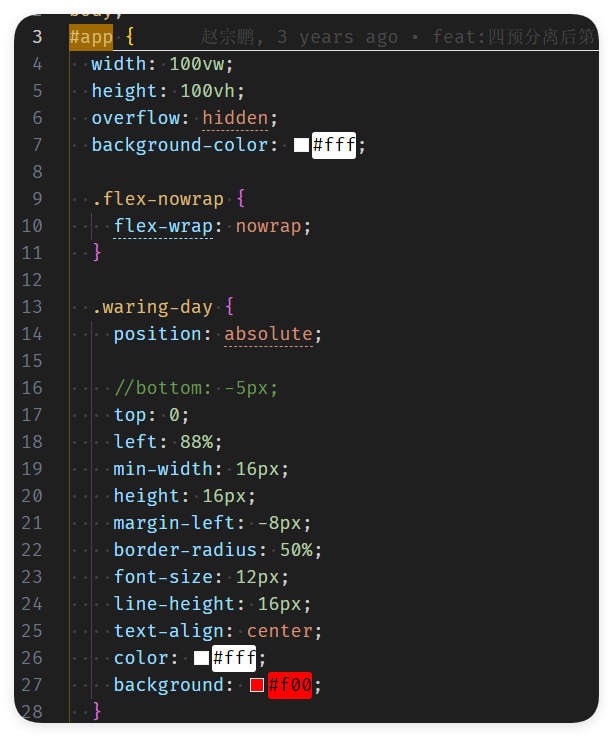 2 body,
3 #app { 赵宗鹏, 3 years ago • feat:四预分离后第
4 width: 100vw;
5 height: 100vh;
6 overflow: hidden;
7 background-color: #fff;
8
9 .flex-nowrap {
10 flex-wrap: nowrap;
11 }
12
13 .waring-day {
14 position: absolute;
15
16 //bottom: -5px;
17 top: 0;
18 left: 88%;
19 min-width: 16px;
20 height: 16px;
21 margin-left: -8px;
22 border-radius: 50%;
23 font-size: 12px;
24 line-height: 16px;
25 text-align: center;
26 color: #fff;
27 background: #f00;
28 }